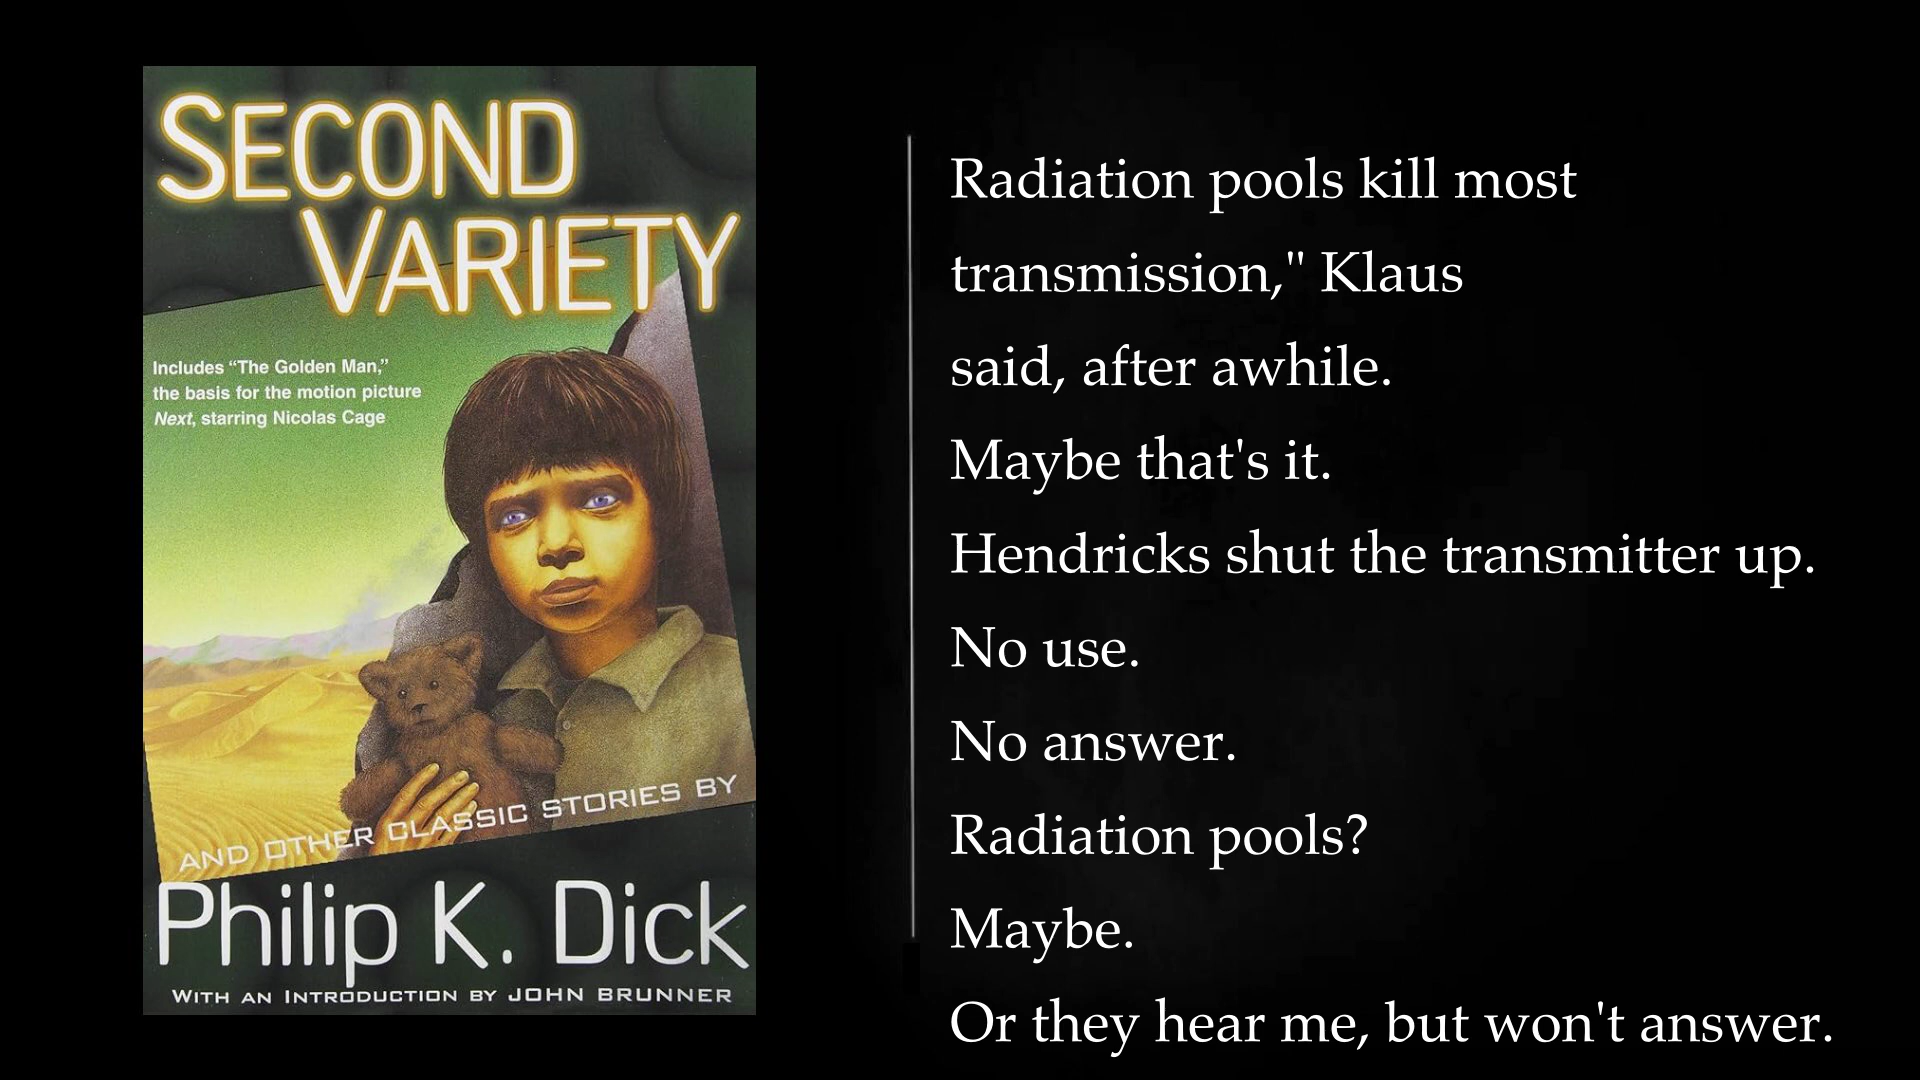 SECOND
VARIETY
Includes “The Golden Man,”
the basis for the motion picture
Next, starring Nicolas Cage
AND OTHER CLASSIC STORIES BY
Philip K. Dick
WITH AN INTRODUCTION BY JOHN BRUNNER
Radiation pools kill most
transmission," Klaus
said, after awhile.
Maybe that's it.
Hendricks shut the transmitter up.
No use.
No answer.
Radiation pools?
Maybe.
Or they hear me, but won't answer.